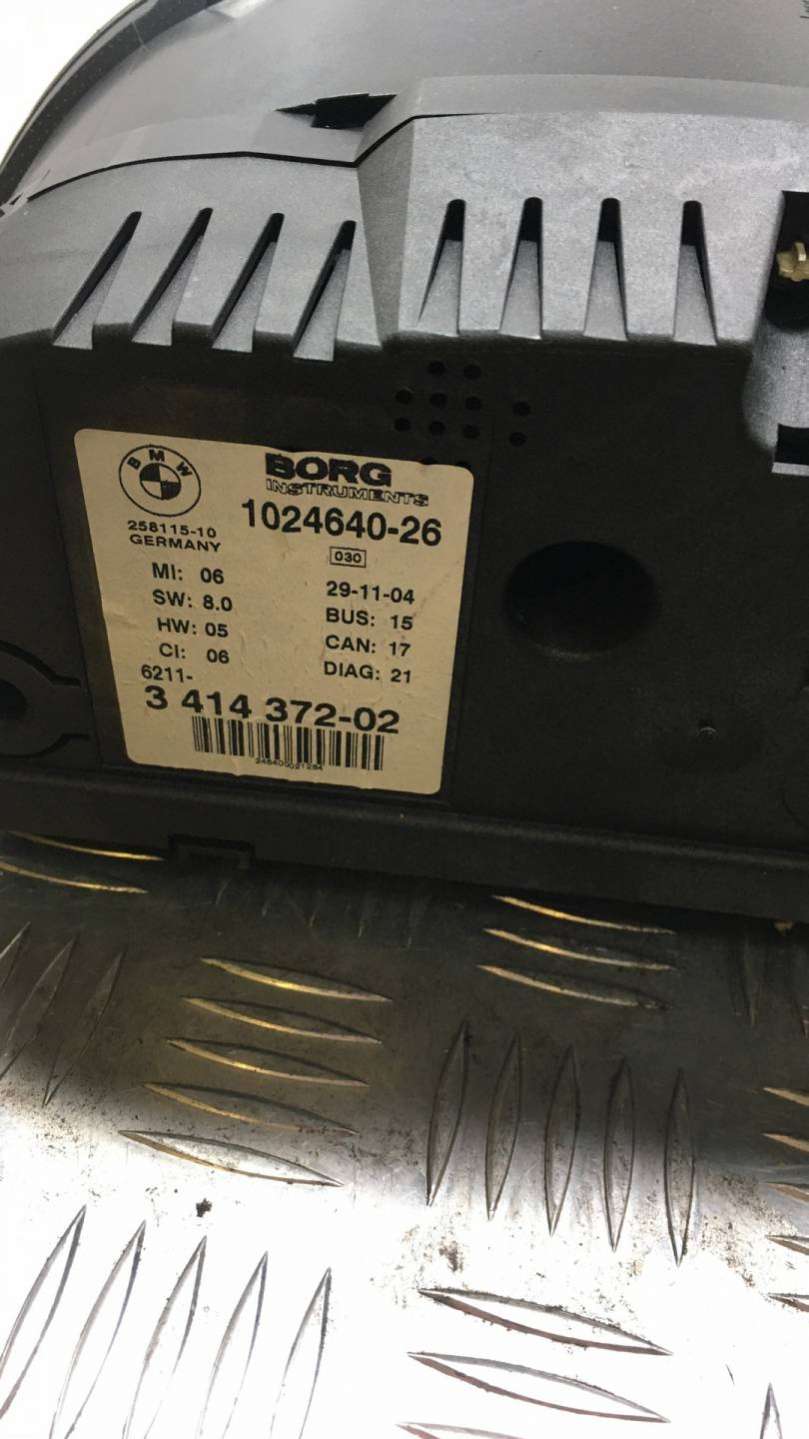 BMW
BORG
INSTRUMENTS
258115-10
GERMANY
1024640-26
030
MI: 06
29-11-04
SW: 8.0
BUS: 15
HW: 05
CAN: 17
CI: 06
DIAG: 21
6211-
3 414 372-02